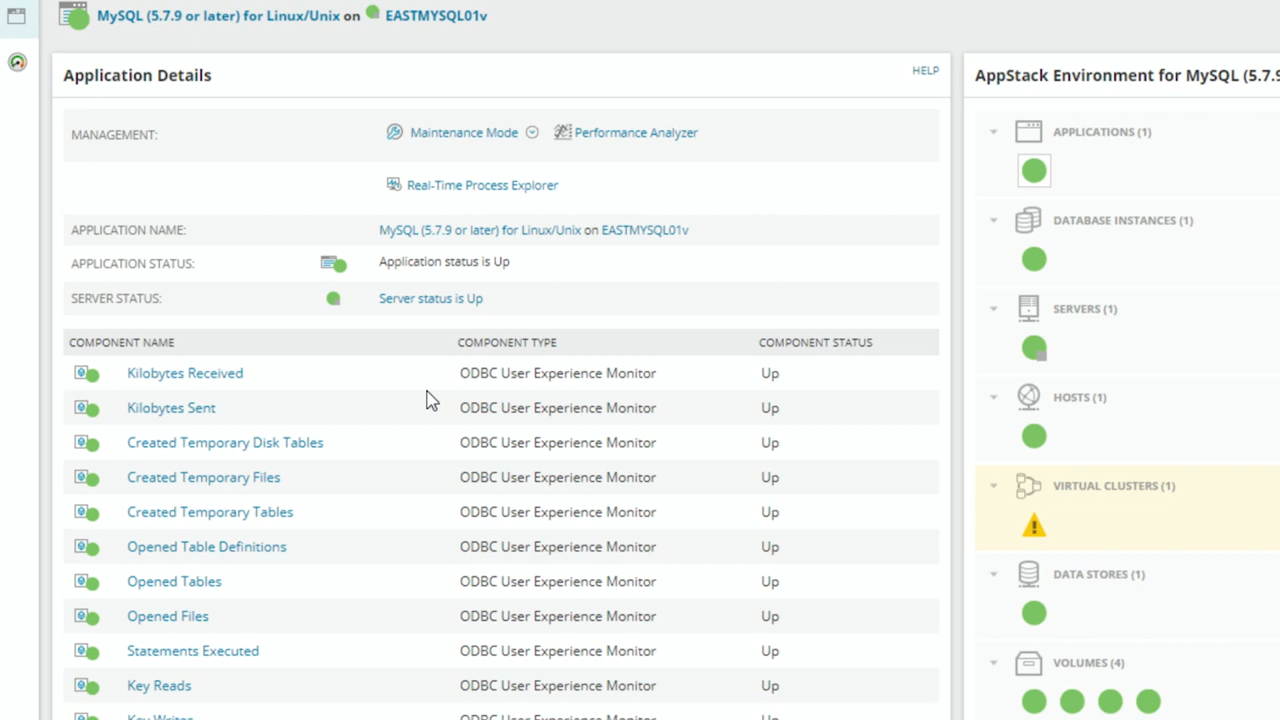 MySQL (5.7.9 or later) for Linux/Unix on EASTMYSQL01v
Application Details
HELP
MANAGEMENT:
Maintenance Mode
Performance Analyzer
Real-Time Process Explorer
APPLICATION NAME:
MySQL (5.7.9 or later) for Linux/Unix on EASTMYSQL01v
APPLICATION STATUS:
Application status is Up
SERVER STATUS:
Server status is Up
COMPONENT NAME COMPONENT TYPE COMPONENT STATUS
Kilobytes Received ODBC User Experience Monitor Up
Kilobytes Sent ODBC User Experience Monitor Up
Created Temporary Disk Tables ODBC User Experience Monitor Up
Created Temporary Files ODBC User Experience Monitor Up
Created Temporary Tables ODBC User Experience Monitor Up
Opened Table Definitions ODBC User Experience Monitor Up
Opened Tables ODBC User Experience Monitor Up
Opened Files ODBC User Experience Monitor Up
Statements Executed ODBC User Experience Monitor Up
Key Reads ODBC User Experience Monitor Up
Key Writes ODBC User Experience Monitor Up
AppStack Environment for MySQL (5.7.9
APPLICATIONS (1)
DATABASE INSTANCES (1)
SERVERS (1)
HOSTS (1)
VIRTUAL CLUSTERS (1)
DATA STORES (1)
VOLUMES (4)